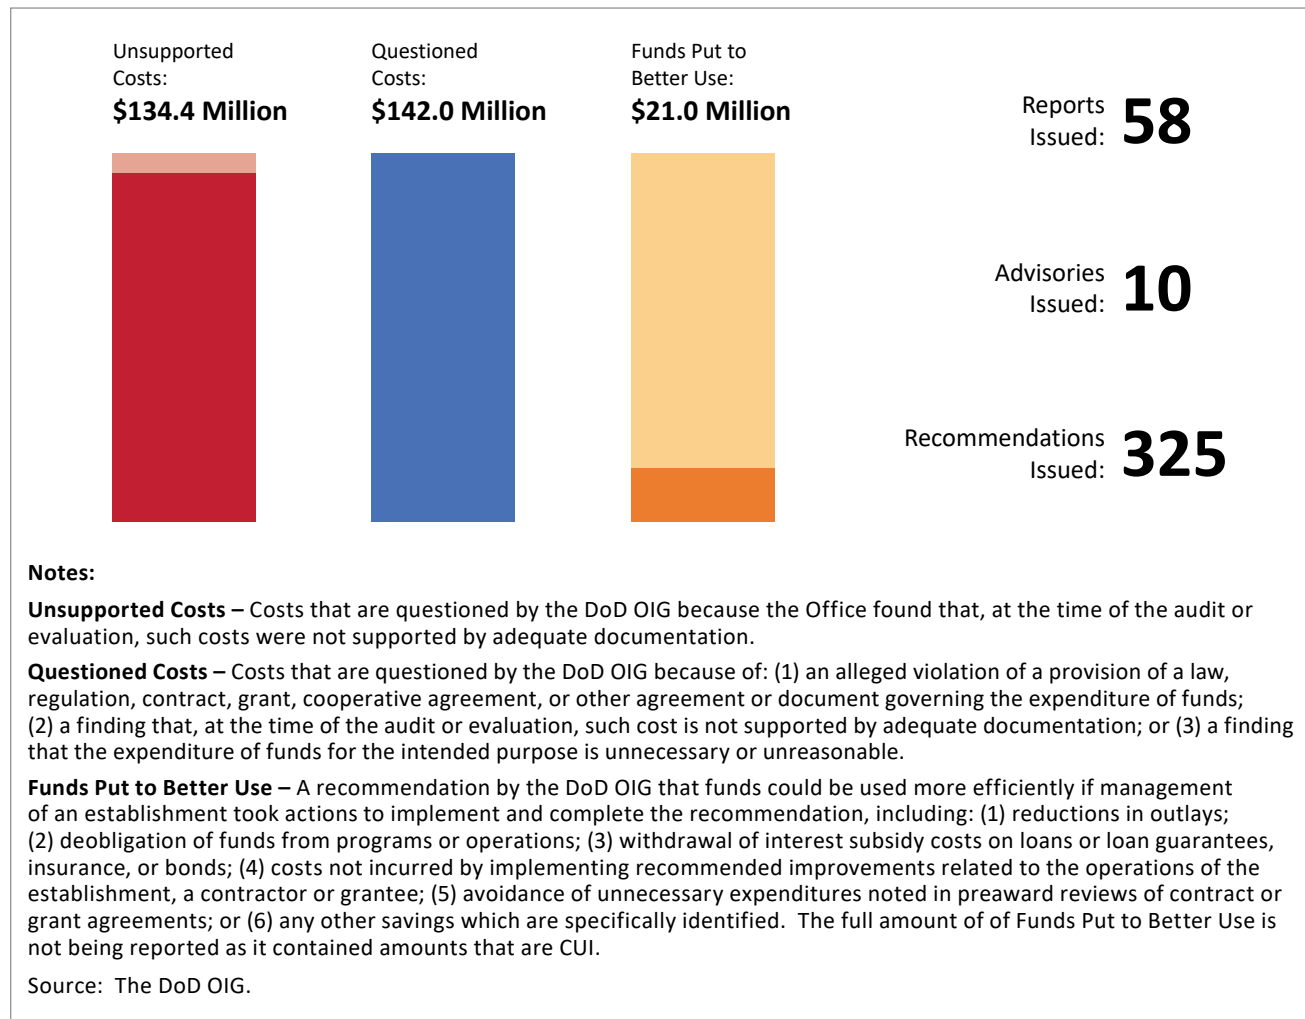 Unsupported
Costs:
$134.4 Million
Questioned
Costs:
$142.0 Million
Funds Put to
Better Use:
$21.0 Million
Reports
Issued: 58
Advisories
Issued: 10
Recommendations
Issued: 325
Notes:
Unsupported Costs – Costs that are questioned by the DoD OIG because the Office found that, at the time of the audit or
evaluation, such costs were not supported by adequate documentation.
Questioned Costs – Costs that are questioned by the DoD OIG because of: (1) an alleged violation of a provision of a law,
regulation, contract, grant, cooperative agreement, or other agreement or document governing the expenditure of funds;
(2) a finding that, at the time of the audit or evaluation, such cost is not supported by adequate documentation; or (3) a finding
that the expenditure of funds for the intended purpose is unnecessary or unreasonable.
Funds Put to Better Use – A recommendation by the DoD OIG that funds could be used more efficiently if management
of an establishment took actions to implement and complete the recommendation, including: (1) reductions in outlays;
(2) deobligation of funds from programs or operations; (3) withdrawal of interest subsidy costs on loans or loan guarantees,
insurance, or bonds; (4) costs not incurred by implementing recommended improvements related to the operations of the
establishment, a contractor or grantee; (5) avoidance of unnecessary expenditures noted in preaward reviews of contract or
grant agreements; or (6) any other savings which are specifically identified.  The full amount of of Funds Put to Better Use is
not being reported as it contained amounts that are CUI.
Source:  The DoD OIG.